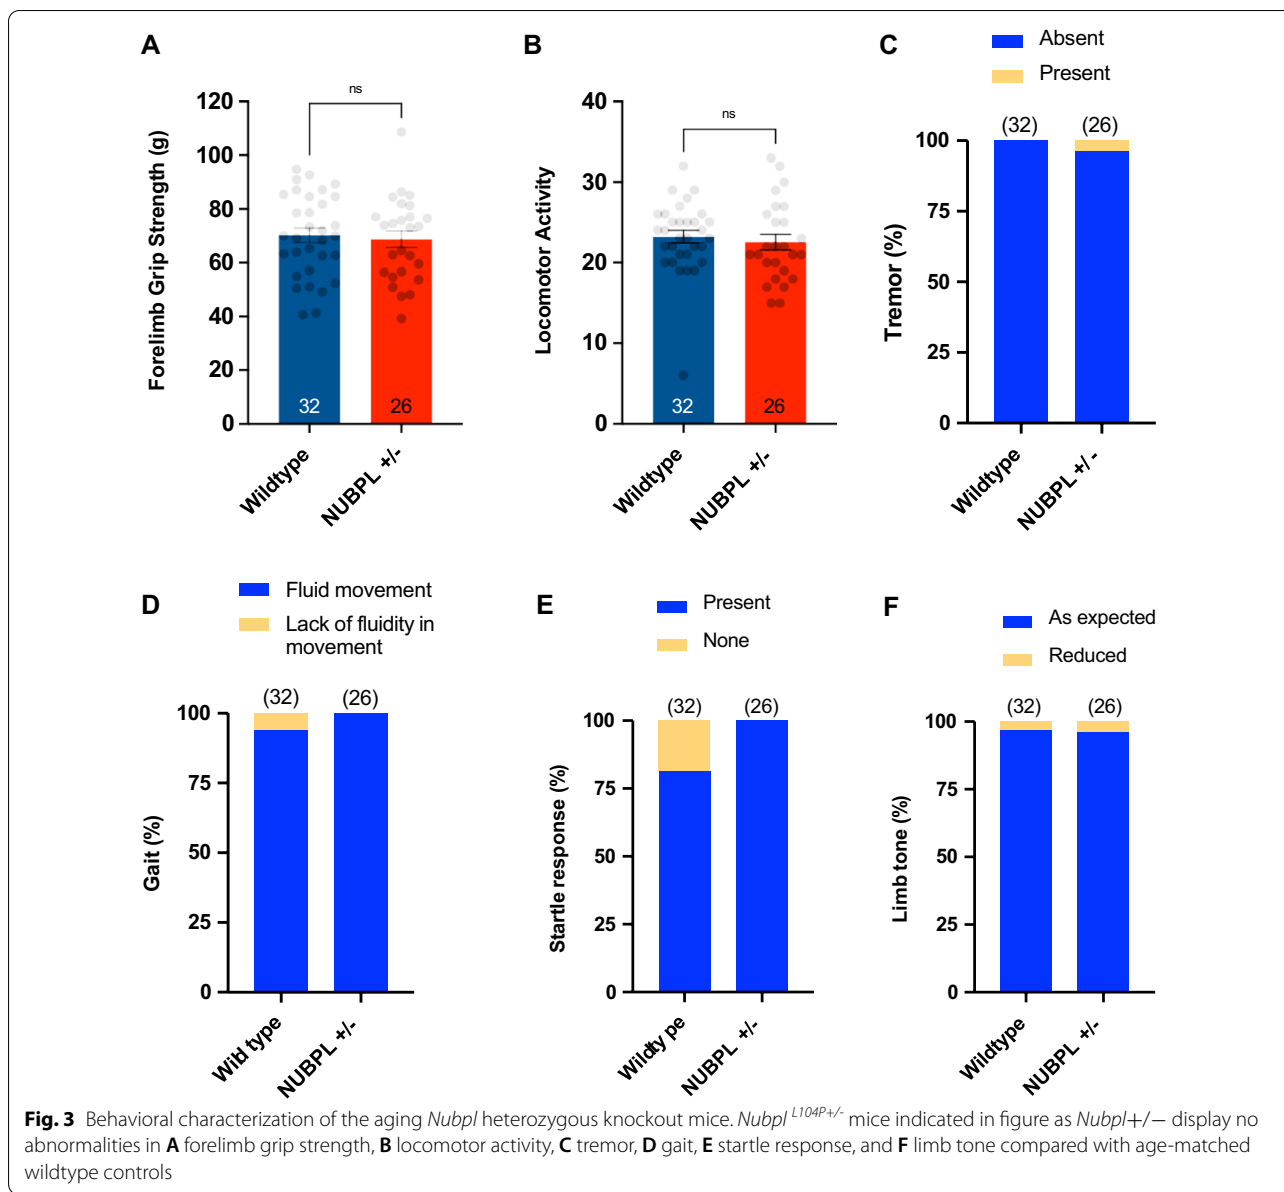 A
ns
Forelimb Grip Strength (g)
120
100
80
60
40
20
0
32
26
Wildtype
NUBPL +/-
B
ns
Locomotor Activity
40
30
20
10
0
32
26
Wildtype
NUBPL +/-
C
Absent
Present
(32)
(26)
Tremor (%)
100
75
50
25
0
Wildtype
NUBPL +/-
D
Fluid movement
Lack of fluidity in
movement
(32)
(26)
Gait (%)
100
75
50
25
0
Wild type
NUBPL +/-
E
Present
None
(32)
(26)
Startle response (%)
100
75
50
25
0
Wildty pe
NUBPL +/-
F
As expected
Reduced
(32)
(26)
Limb tone (%)
100
75
50
25
0
Wildtype
NUBPL +/-
Fig. 3 Behavioral characterization of the aging Nubpl heterozygous knockout mice. Nubpl L104P+/- mice indicated in figure as Nubpl+/− display no
abnormalities in A forelimb grip strength, B locomotor activity, C tremor, D gait, E startle response, and F limb tone compared with age-matched
wildtype controls